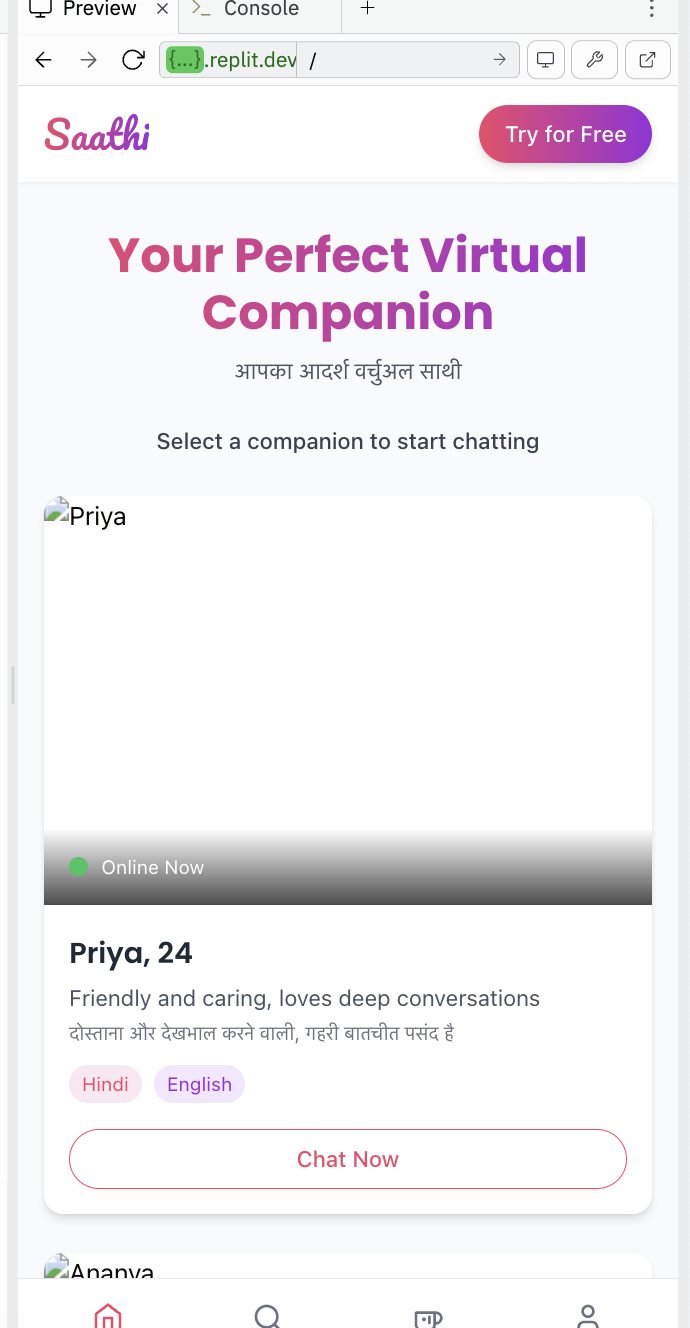 Preview
Console
{...}.replit.dev /
Saathi
Try for Free
Your Perfect Virtual
Companion
आपका आदर्श वर्चुअल साथी
Select a companion to start chatting
Priya
Online Now
Priya, 24
Friendly and caring, loves deep conversations
दोस्ताना और देखभाल करने वाली, गहरी बातचीत पसंद है
Hindi English
Chat Now
Ananya